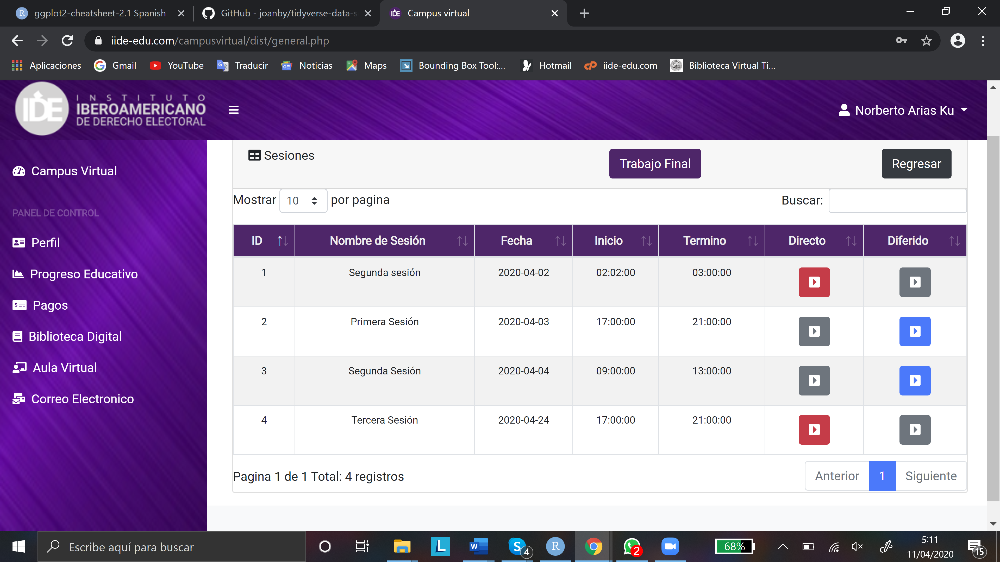 ggplot2-cheatsheet-2.1 Spanish
GitHub - joanby/tidyverse-data-s
Campus virtual
iide-edu.com/campusvirtual/dist/general.php
Aplicaciones Gmail YouTube Traducir Noticias Maps Bounding Box Tool:... Hotmail iide-edu.com Biblioteca Virtual Ti...
IDE
INSTITUTO
IBEROAMERICANO
DE DERECHO ELECTORAL
Norberto Arias Ku
Campus Virtual
PANEL DE CONTROL
Perfil
Progreso Educativo
Pagos
Biblioteca Digital
Aula Virtual
Correo Electronico
Sesiones Trabajo Final Regresar
Mostrar 10 por pagina Buscar:
ID Nombre de Sesión Fecha Inicio Termino Directo Diferido
1 Segunda sesión 2020-04-02 02:02:00 03:00:00
2 Primera Sesión 2020-04-03 17:00:00 21:00:00
3 Segunda Sesión 2020-04-04 09:00:00 13:00:00
4 Tercera Sesión 2020-04-24 17:00:00 21:00:00
Pagina 1 de 1 Total: 4 registros Anterior 1 Siguiente
Escribe aquí para buscar
4
2
68%
5:11
11/04/2020
15